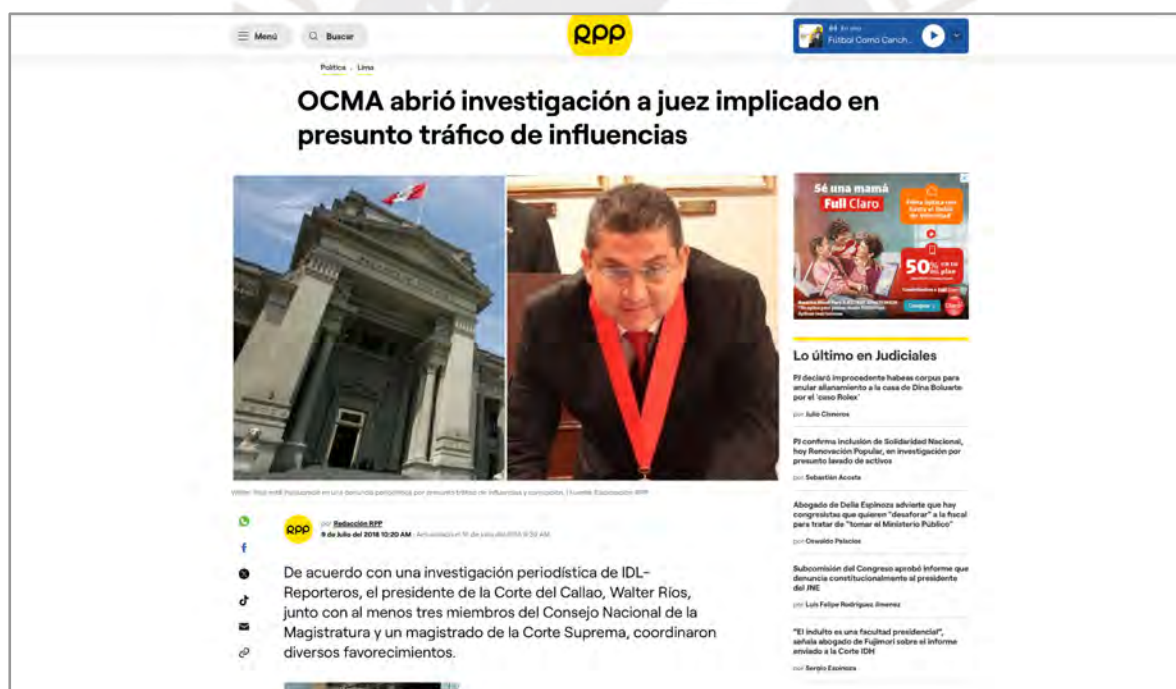 Menú
Buscar
RPP
En vivo
Fútbol Como Canch...
Política . Lima
OCMA abrió investigación a juez implicado en
presunto tráfico de influencias
Sé una mamá
Full Claro
50%
Lo último en Judiciales
PJ declaró improcedente habeas corpus para
anular allanamiento a la casa de Dina Boluarte
por el 'caso Rolex'
por Julio Cisneros
PJ confirma inclusión de Solidaridad Nacional,
hoy Renovación Popular, en investigación por
presunto lavado de activos
por Sebastián Acosta
Abogado de Delia Espinoza advierte que hay
congresistas que quieren "desaforar" a la fiscal
para tratar de "tomar el Ministerio Público"
por Oswaldo Palacios
Subcomisión del Congreso aprobó informe que
denuncia constitucionalmente al presidente
del JNE
por Luis Felipe Rodríguez Jimenez
"El indulto es una facultad presidencial",
señala abogado de Fujimori sobre el informe
enviado a la Corte IDH
por Sergio Espinoza
RPP
por Redacción RPP
9 de Julio del 2018 10:20 AM
De acuerdo con una investigación periodística de IDL-
Reporteros, el presidente de la Corte del Callao, Walter Ríos,
junto con al menos tres miembros del Consejo Nacional de la
Magistratura y un magistrado de la Corte Suprema, coordinaron
diversos favorecimientos.